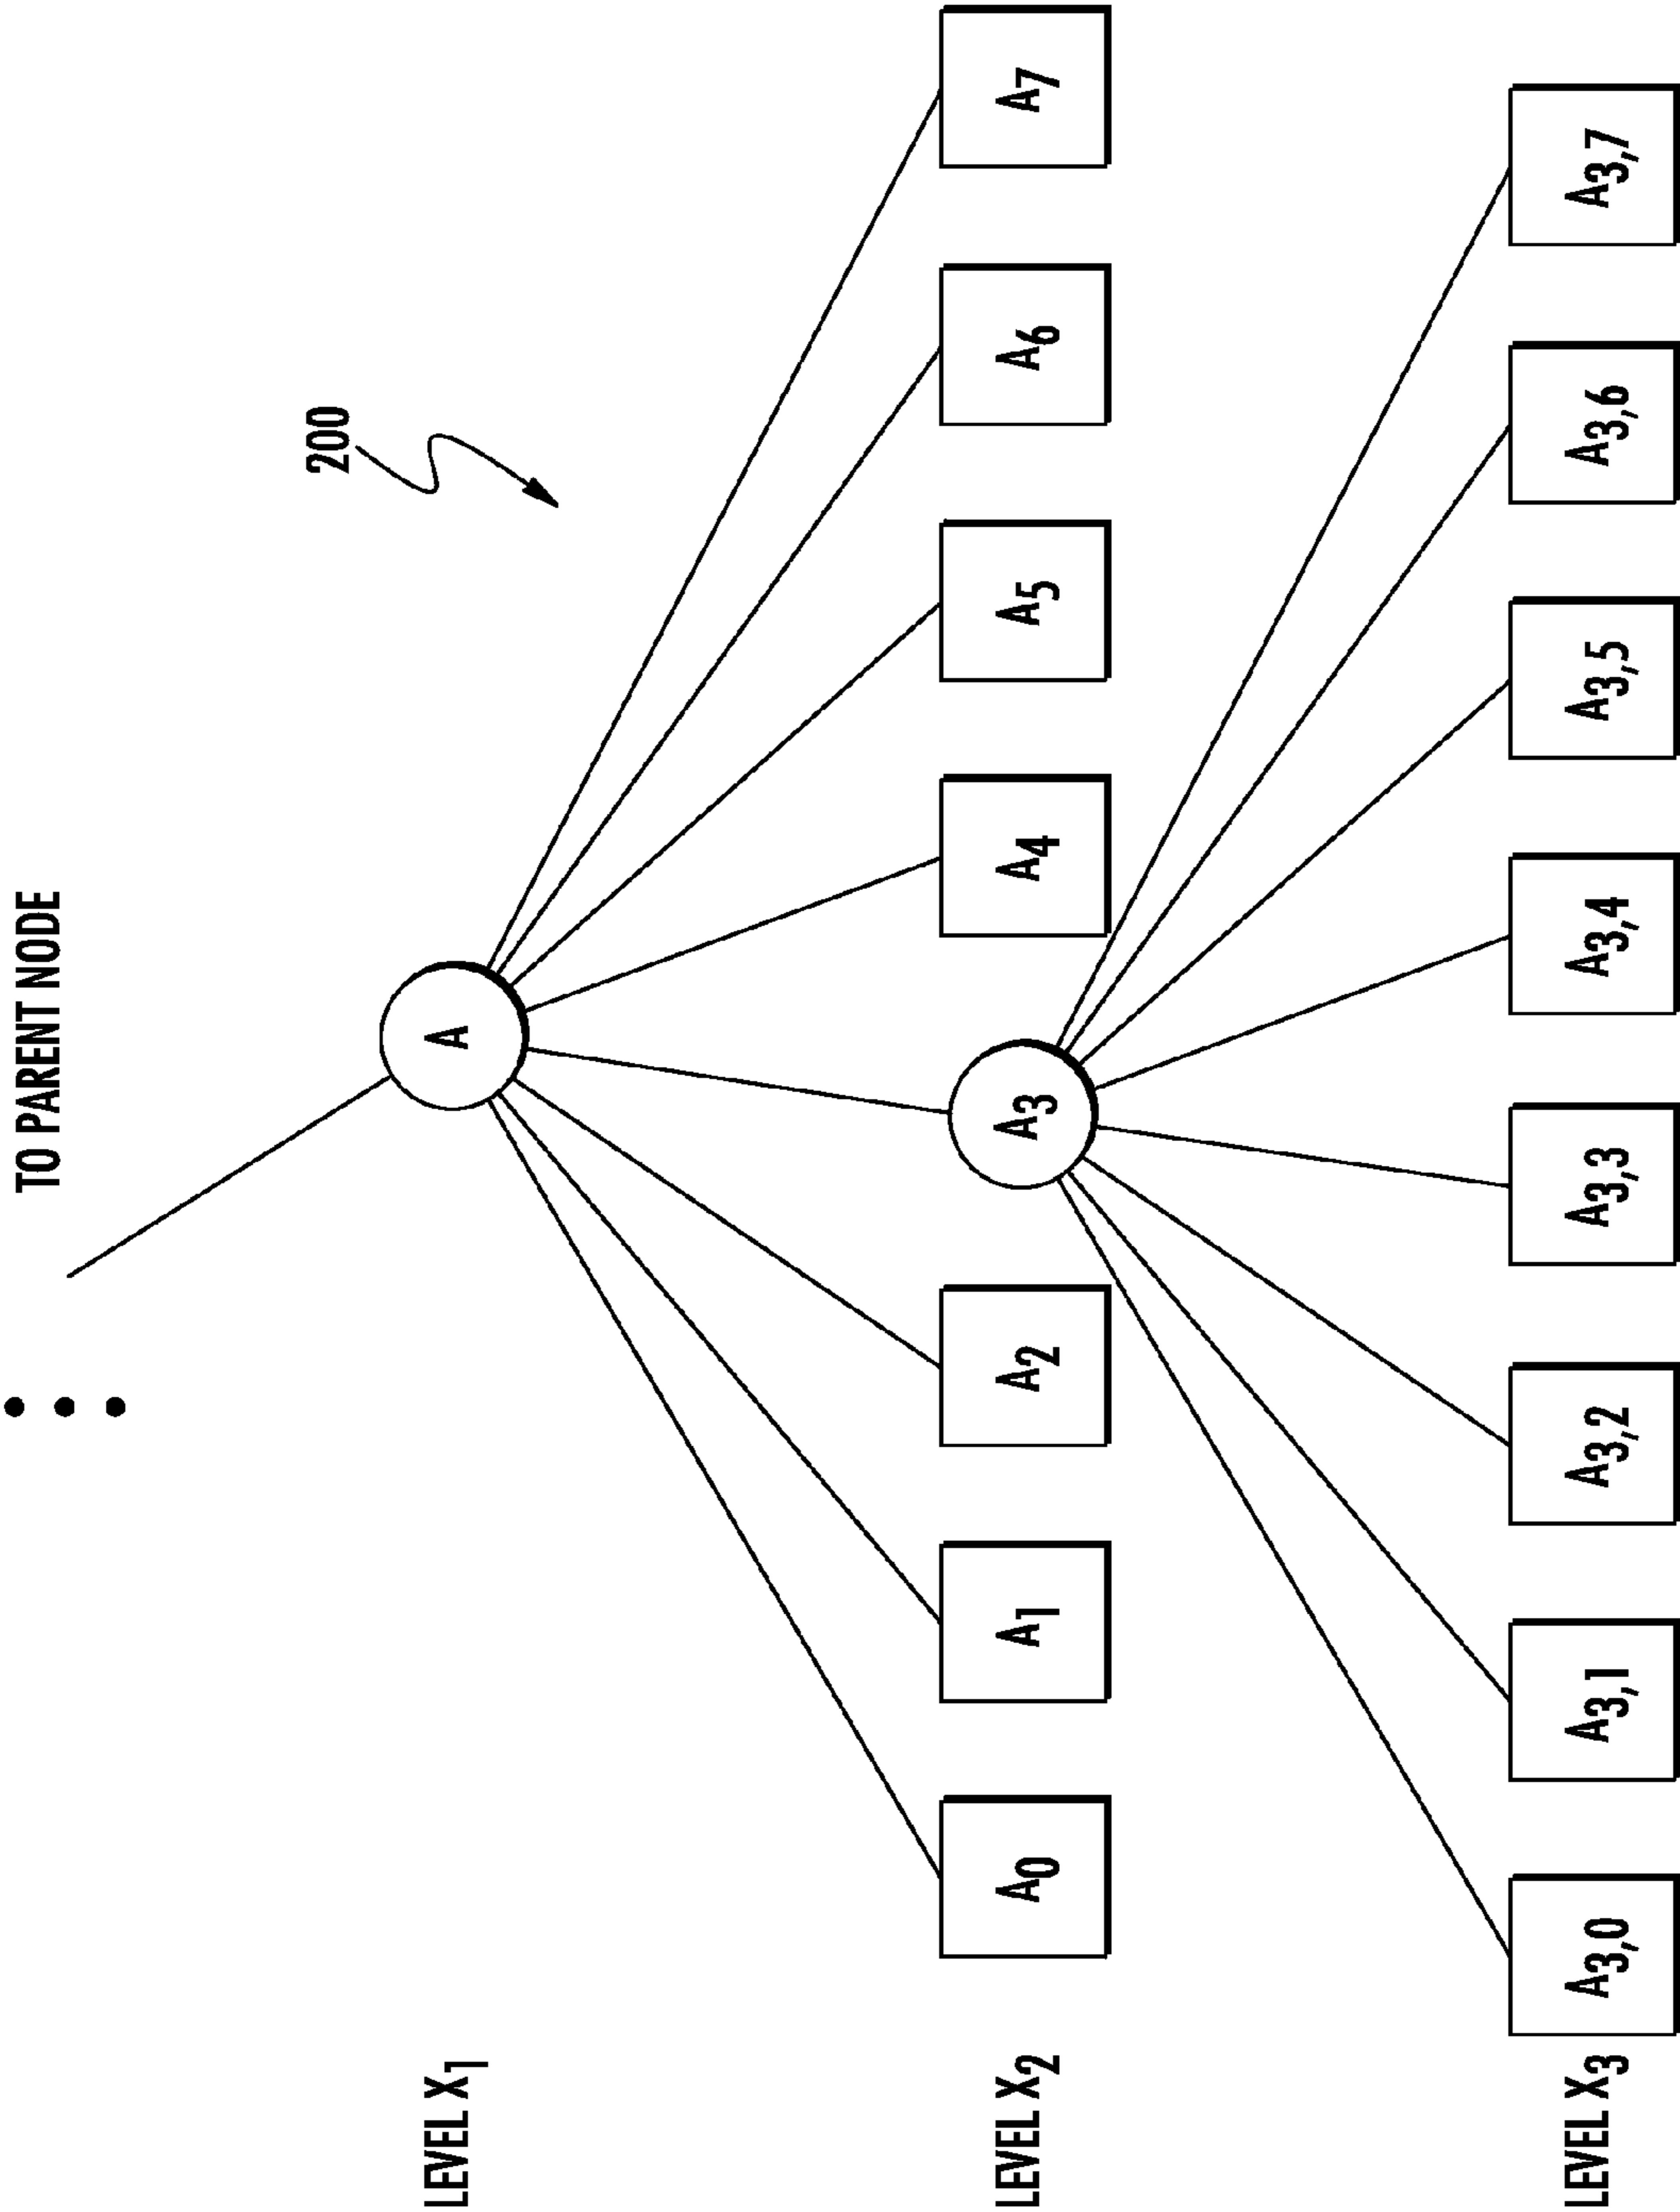 TO PARENT NODE
200
LEVEL X1
A
LEVEL X2
A0
A1
A2
A3
A4
A5
A6
A7
LEVEL X3
A3,0
A3,1
A3,2
A3,3
A3,4
A3,5
A3,6
A3,7